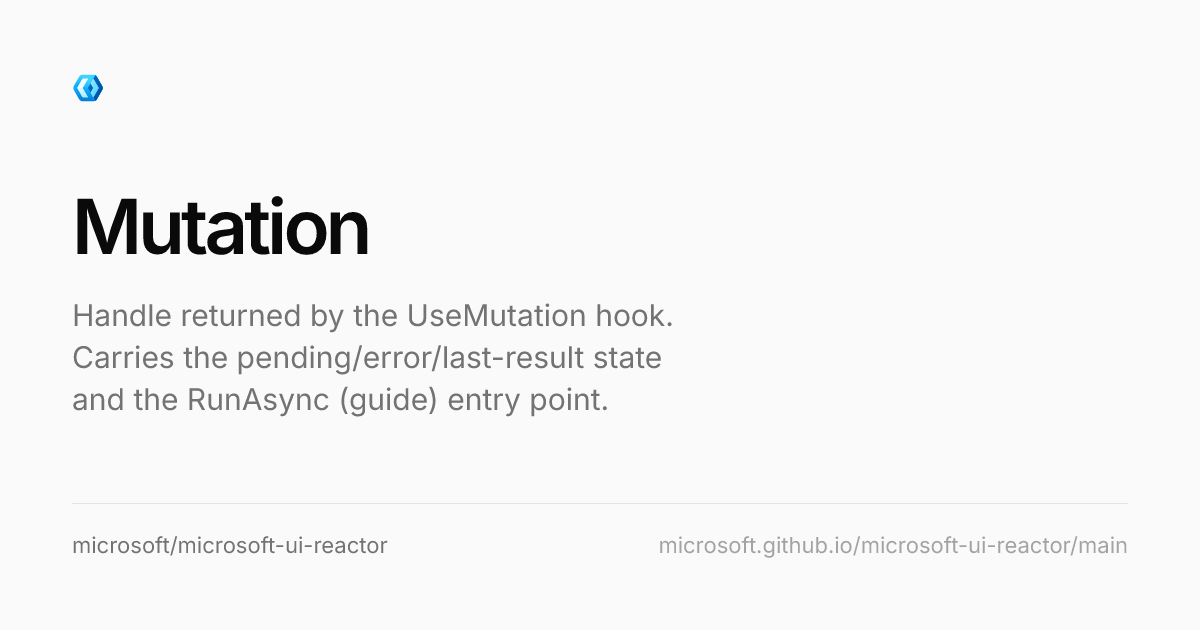 Mutation
Handle returned by the UseMutation hook.
Carries the pending/error/last-result state
and the RunAsync (guide) entry point.
microsoft/microsoft-ui-reactor
microsoft.github.io/microsoft-ui-reactor/main